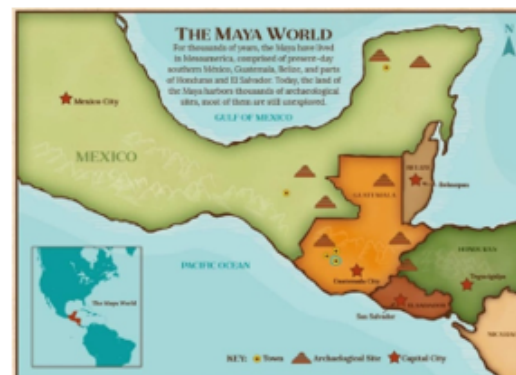 THE MAYA WORLD
For thousands of years, the Maya have lived
in Mesoamerica, comprised of present-day
southern México, Guatemala, Belize, and parts
of Honduras and El Salvador. Today, the land of
the Maya harbors thousands of archaeological
sites, most of them are still unexplored.
N
GULF OF MEXICO
Mexico City
MEXICO
BELIZE
Belmopan
GUATEMALA
HONDURAS
PACIFIC OCEAN
Guatemala City
Tegucigalpa
The Maya World
San Salvador
KEY: Town Archaeological Site Capital City